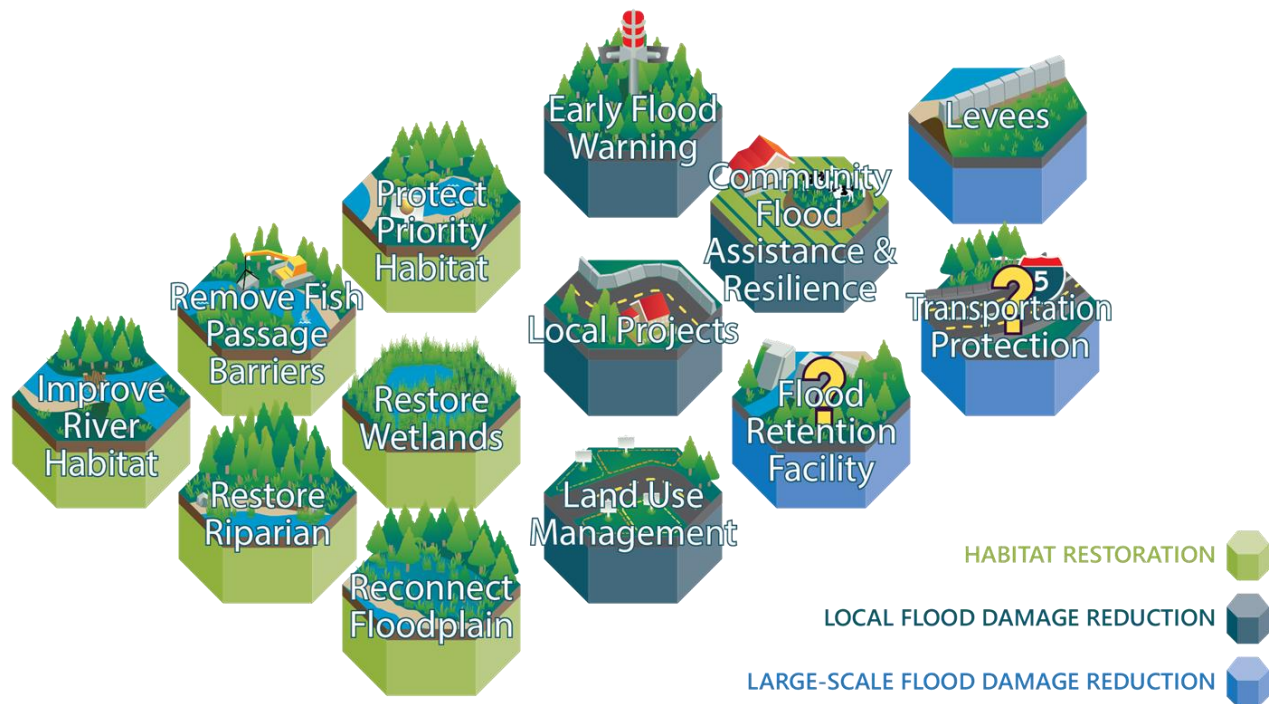 Early Flood
Warning
Levees
Protect
Priority
Habitat
Community
Flood
Assistance &
Resilience
Remove Fish
Passage
Barriers
Local Projects
5
?
Transportation
Protection
Improve
River
Habitat
Restore
Wetlands
?
Flood
Retention
Facility
Restore
Riparian
Land Use
Management
Reconnect
Floodplain
HABITAT RESTORATION
LOCAL FLOOD DAMAGE REDUCTION
LARGE-SCALE FLOOD DAMAGE REDUCTION